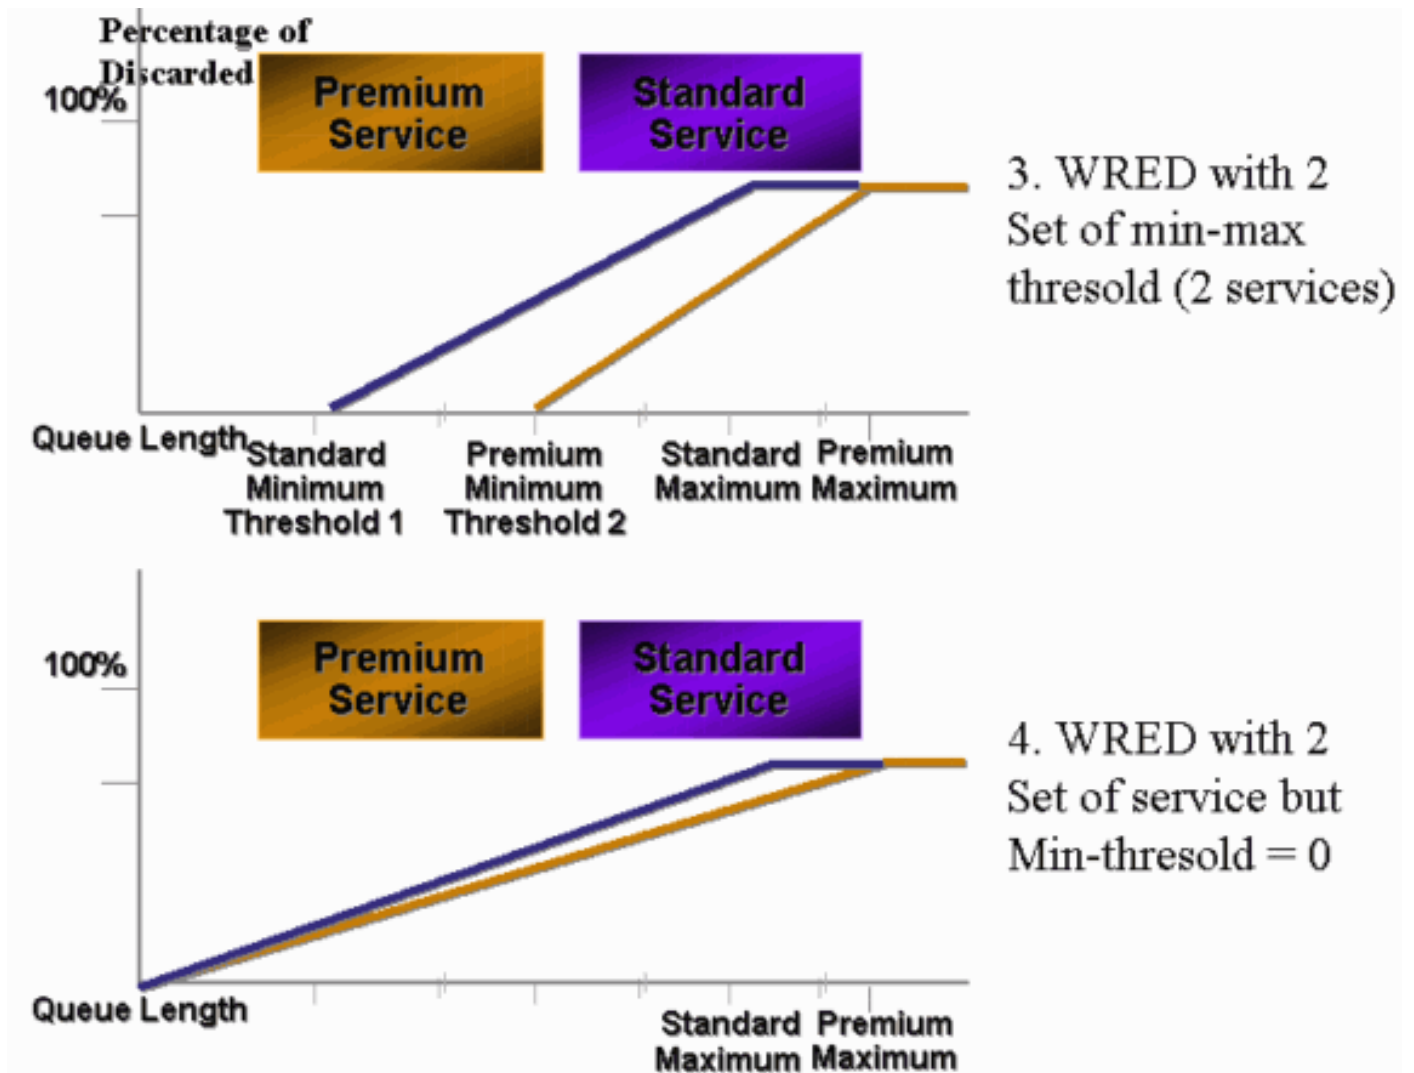 Percentage of
Discarded
100%
Premium
Service
Standard
Service
3. WRED with 2
Set of min-max
thresold (2 services)
Queue Length
Standard
Minimum
Threshold 1
Premium
Minimum
Threshold 2
Standard
Maximum
Premium
Maximum
100%
Premium
Service
Standard
Service
4. WRED with 2
Set of service but
Min-thresold = 0
Queue Length
Standard
Maximum
Premium
Maximum